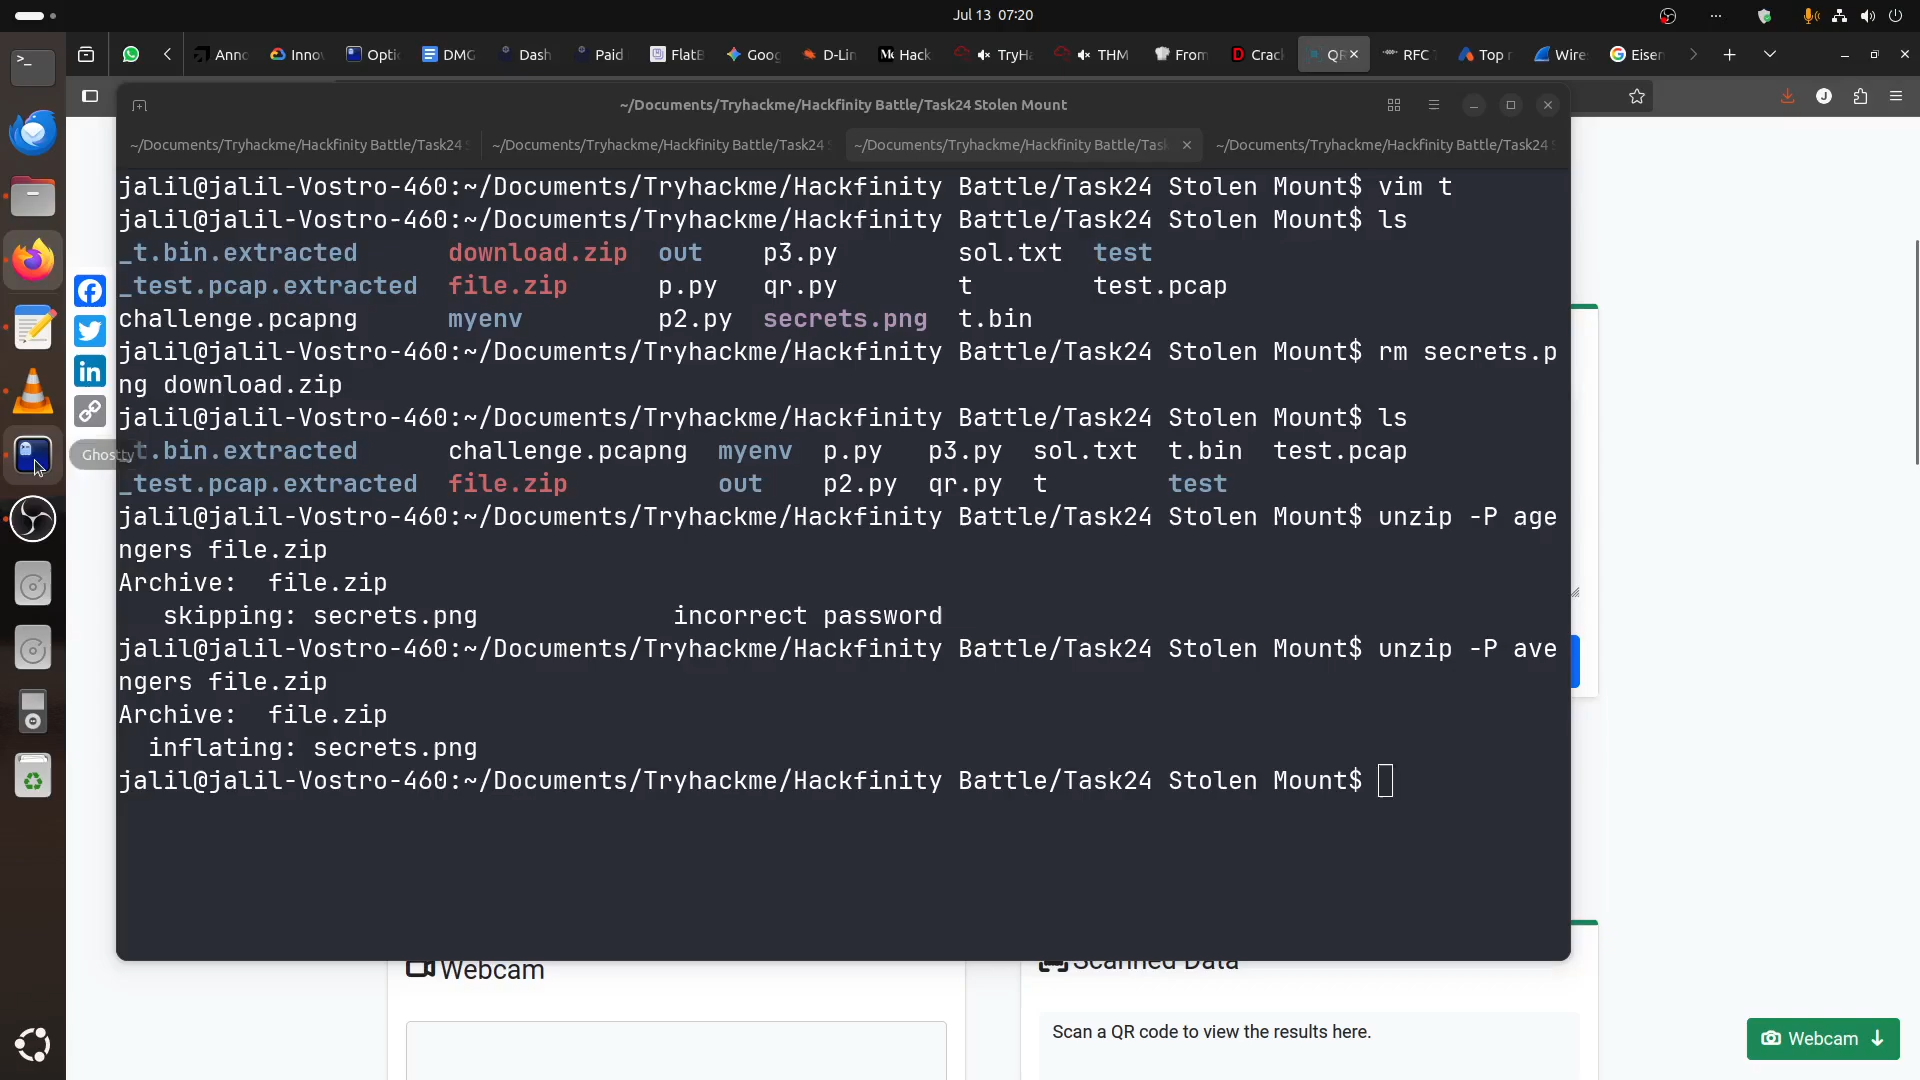 Jul 13 07:20
Anno
Inno
Opti
DMG
Dash
Paid
FlatB
Goog
D-Lin
Hack
TryHa
THM
From
Crack
QR
RFC
Top r
Wire
Eisen
~/Documents/Tryhackme/Hackfinity Battle/Task24 Stolen Mount
~/Documents/Tryhackme/Hackfinity Battle/Task24
~/Documents/Tryhackme/Hackfinity Battle/Task24
~/Documents/Tryhackme/Hackfinity Battle/Task
~/Documents/Tryhackme/Hackfinity Battle/Task24
jalil@jalil-Vostro-460:~/Documents/Tryhackme/Hackfinity Battle/Task24 Stolen Mount$ vim t
jalil@jalil-Vostro-460:~/Documents/Tryhackme/Hackfinity Battle/Task24 Stolen Mount$ ls
_t.bin.extracted download.zip out p3.py sol.txt test
_test.pcap.extracted file.zip p.py qr.py t test.pcap
challenge.pcapng myenv p2.py secrets.png t.bin
jalil@jalil-Vostro-460:~/Documents/Tryhackme/Hackfinity Battle/Task24 Stolen Mount$ rm secrets.p
ng download.zip
jalil@jalil-Vostro-460:~/Documents/Tryhackme/Hackfinity Battle/Task24 Stolen Mount$ ls
t.bin.extracted challenge.pcapng myenv p.py p3.py sol.txt t.bin test.pcap
_test.pcap.extracted file.zip out p2.py qr.py t test
jalil@jalil-Vostro-460:~/Documents/Tryhackme/Hackfinity Battle/Task24 Stolen Mount$ unzip -P age
ngers file.zip
Archive: file.zip
skipping: secrets.png incorrect password
jalil@jalil-Vostro-460:~/Documents/Tryhackme/Hackfinity Battle/Task24 Stolen Mount$ unzip -P ave
ngers file.zip
Archive: file.zip
inflating: secrets.png
jalil@jalil-Vostro-460:~/Documents/Tryhackme/Hackfinity Battle/Task24 Stolen Mount$
Ghostty
Webcam
Scanned Data
Scan a QR code to view the results here.
Webcam